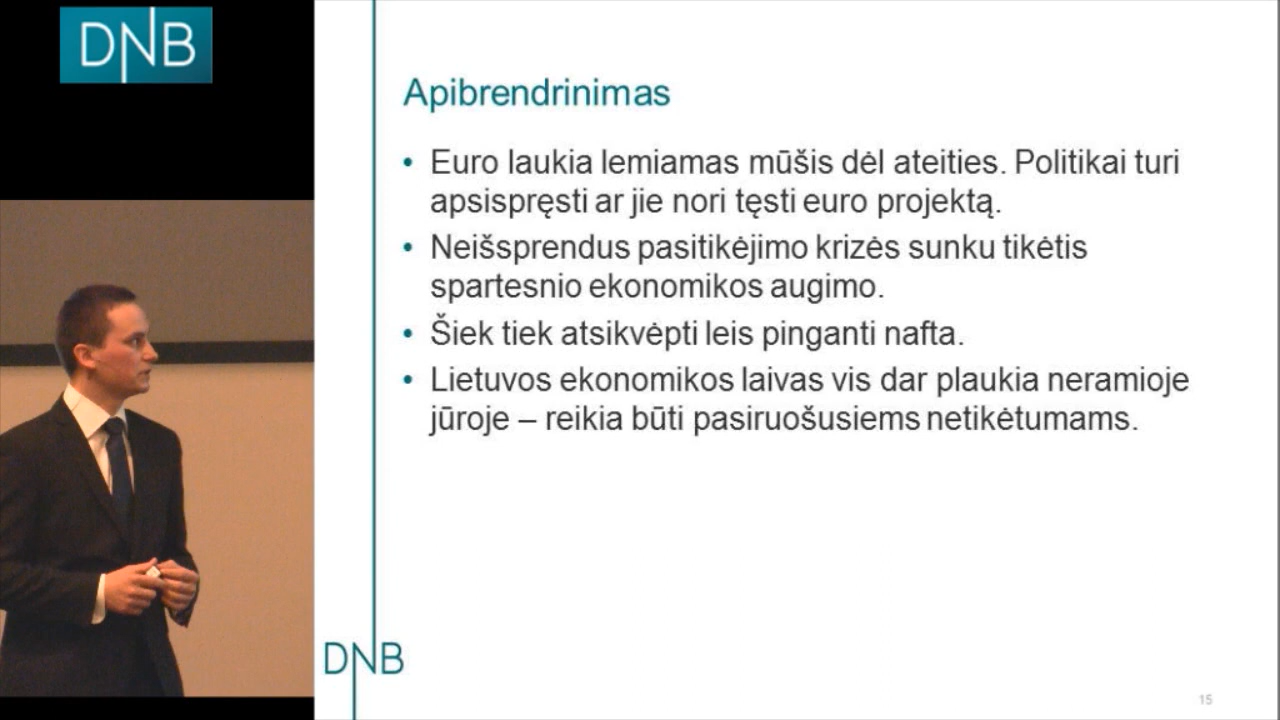 DNB
Apibrendrinimas
• Euro laukia lemiamas mūšis dėl ateities. Politikai turi
apsispręsti ar jie nori tęsti euro projektą.
• Neišsprendus pasitikėjimo krizės sunku tikėtis
spartesnio ekonomikos augimo.
• Šiek tiek atsikvėpti leis pinganti nafta.
• Lietuvos ekonomikos laivas vis dar plaukia neramioje
jūroje – reikia būti pasiruošusiems netikėtumams.
DNB
15